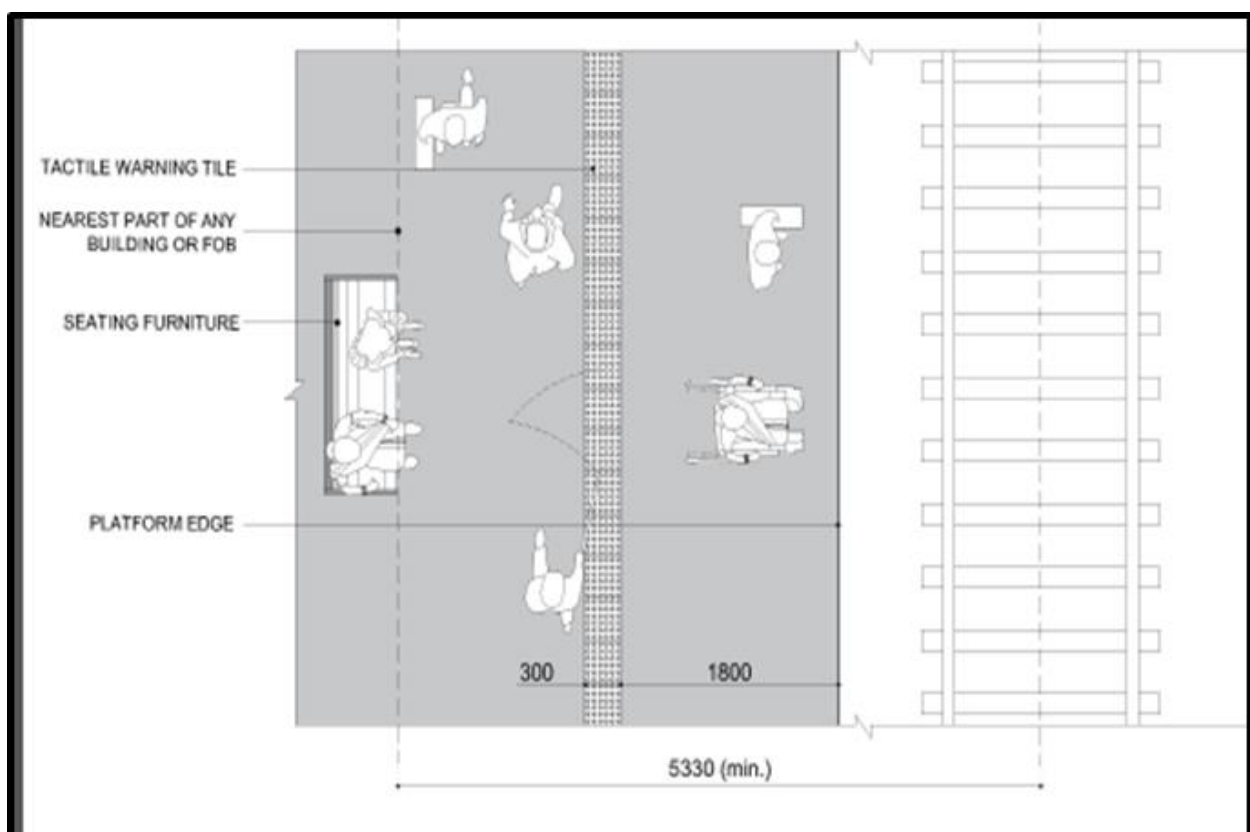 TACTILE WARNING TILE
NEAREST PART OF ANY
BUILDING OR FOB
SEATING FURNITURE
PLATFORM EDGE
300
1800
5330 (min.)